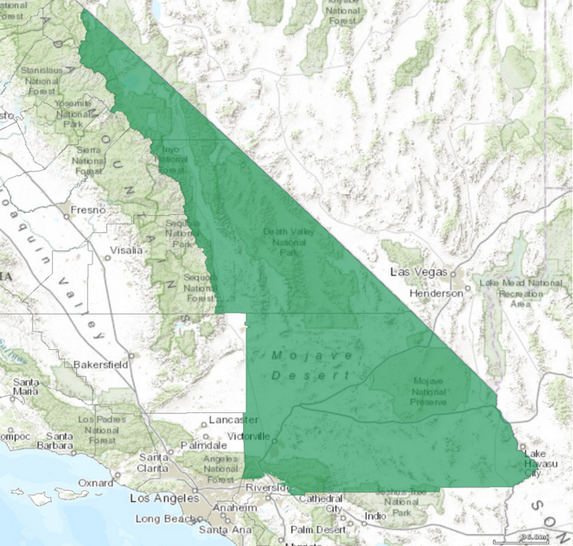 National
Forest
Stanislaus
National
Forest
Yosemite
National
Park
Sierra
National
Forest
Inyo
National
Forest
Fresno
Visalia
Sequoia
National
Park
Sequoia
National
Forest
Joaquin Valley
Death Valley
National
Park
Las Vegas
Henderson
Lake Mead National
Recreation
Area
Mojave
Desert
Mojave
National
Preserve
Bakersfield
Santa
Maria
Los Padres
National
Forest
Lancaster
Palmdale
Victorville
ompoc
Santa
Barbara
Santa
Clarita
Angeles
National
Forest
Oxnard
Los Angeles
Riverside
Anaheim
Long Beach
Santa Ana
Cathedral
City
Indio
Palm Desert
Joshua Tree
National
Park
Lake
Havasu
City